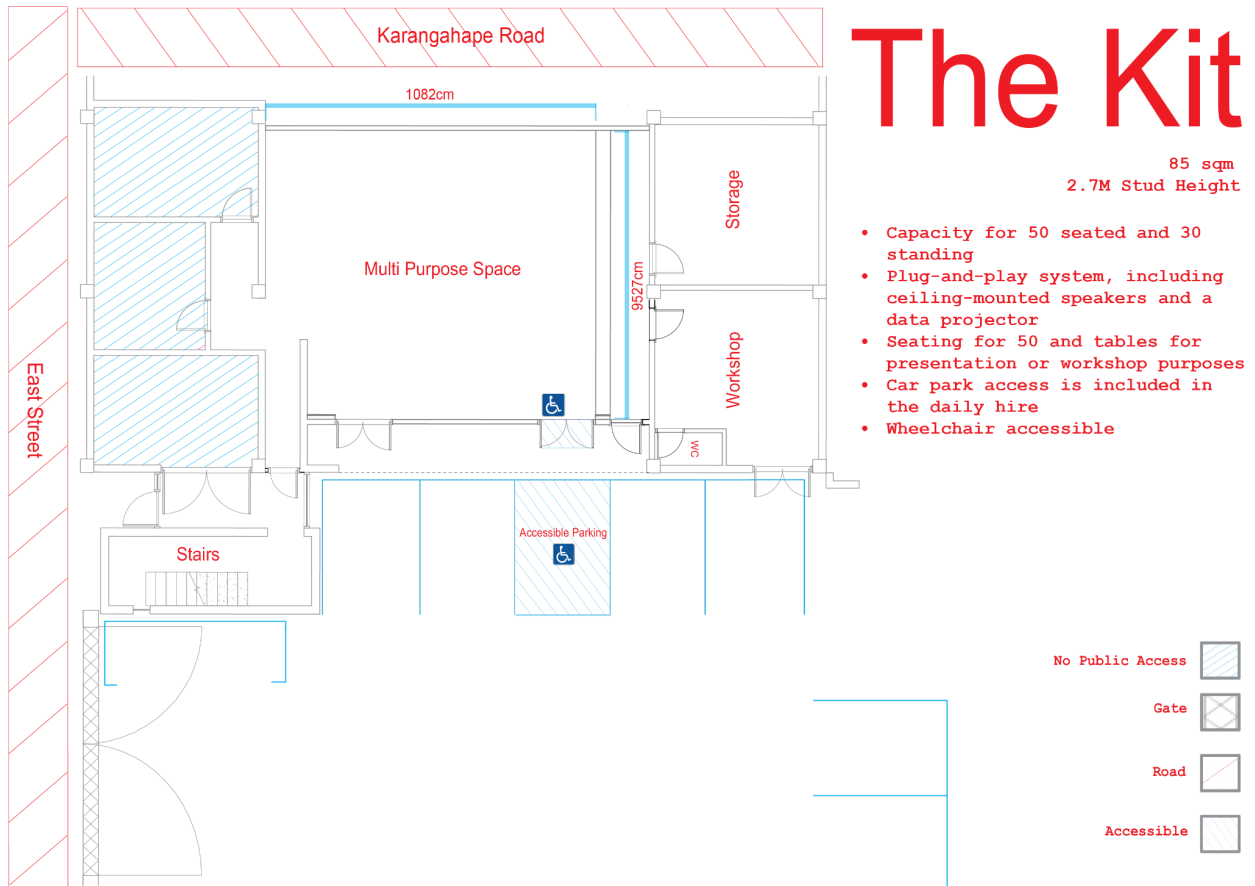 Karangahape Road
The Kit
85 sqm
2.7M Stud Height
• Capacity for 50 seated and 30
standing
• Plug-and-play system, including
ceiling-mounted speakers and a
data projector
• Seating for 50 and tables for
presentation or workshop purposes
• Car park access is included in
the daily hire
• Wheelchair accessible
1082cm
Storage
Multi Purpose Space
9527cm
Workshop
East Street
WC
Accessible Parking
Stairs
No Public Access
Gate
Road
Accessible